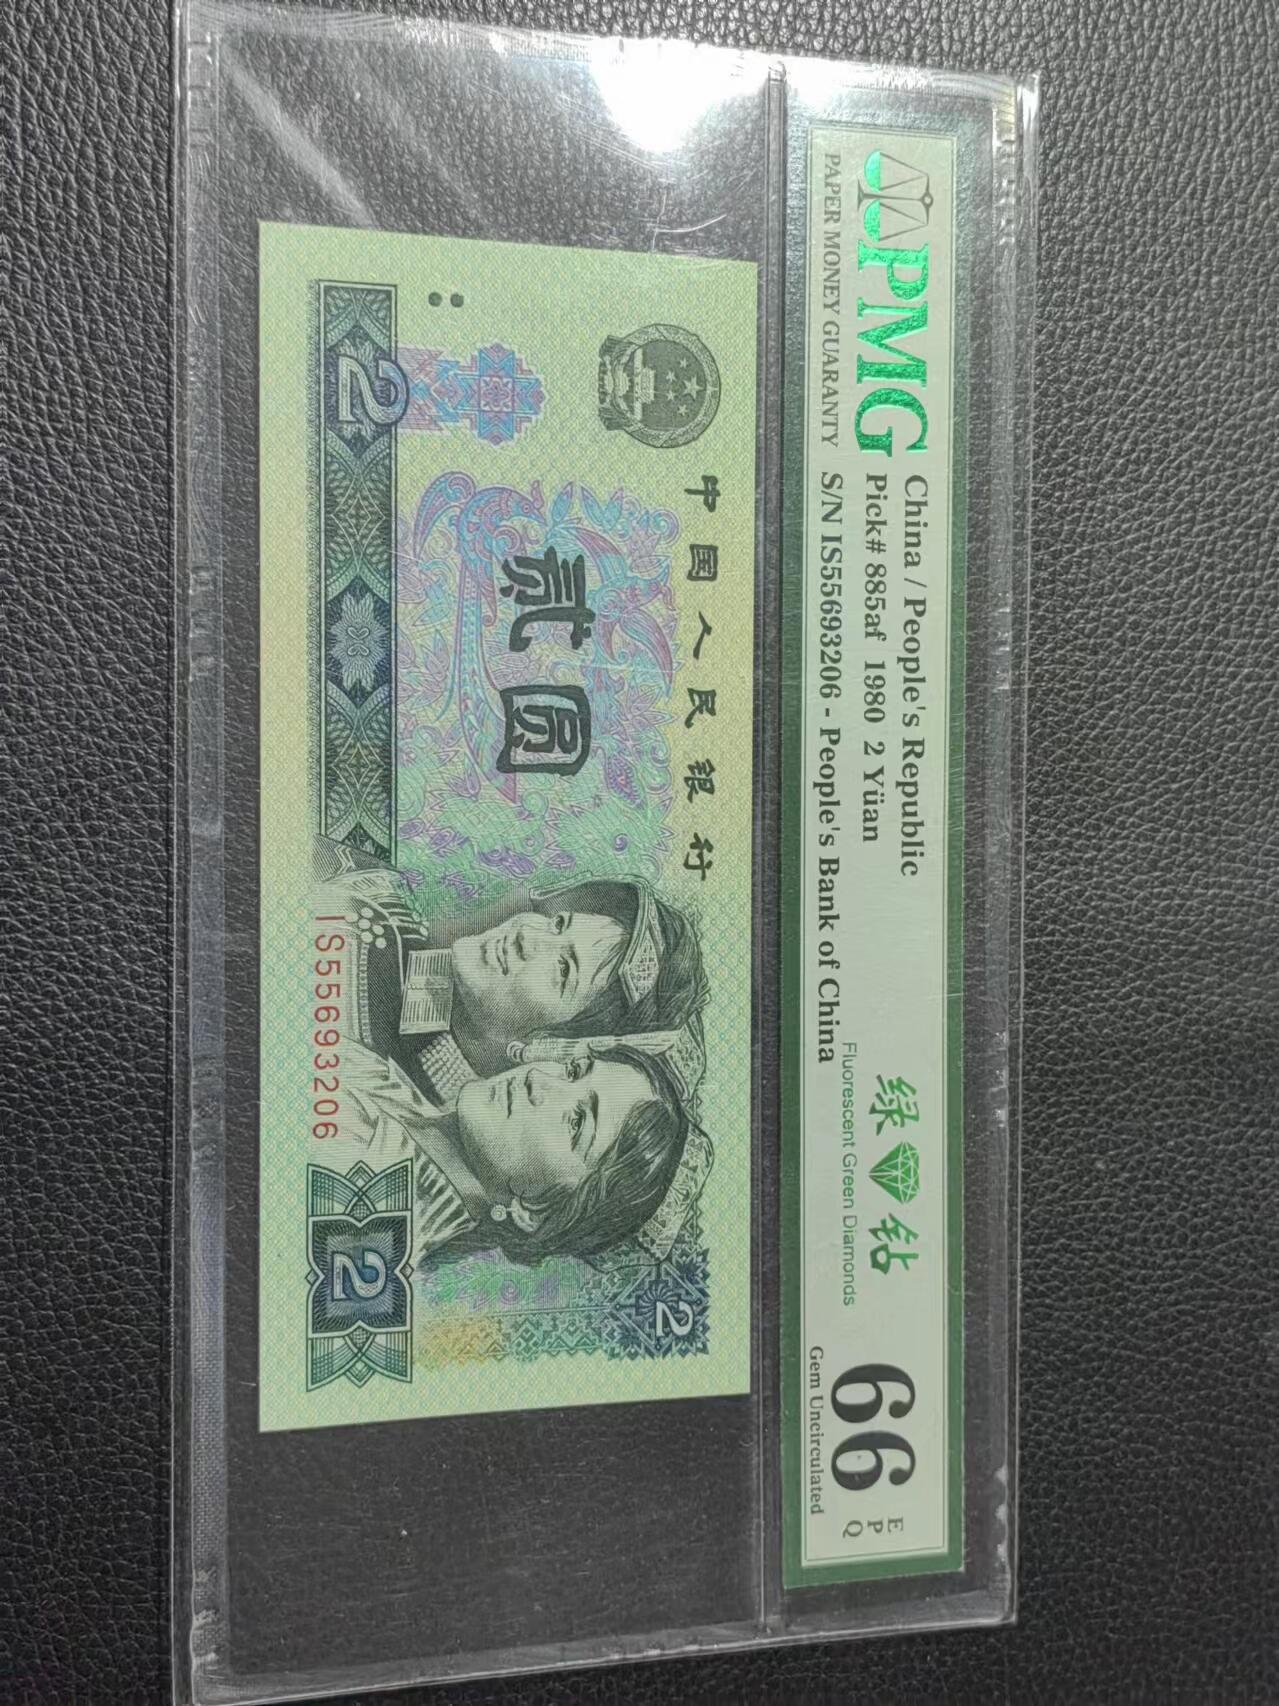 PMG
PAPER MONEY GUARANTY
China / People's Republic
Pick# 885af 1980 2 Yüan
S/N IS55693206 - People's Bank of China
绿钻
Fluorescent Green Diamonds
66
EPQ
Gem Uncirculated
中国人民银行
贰圆
2
IS55693206
2
2